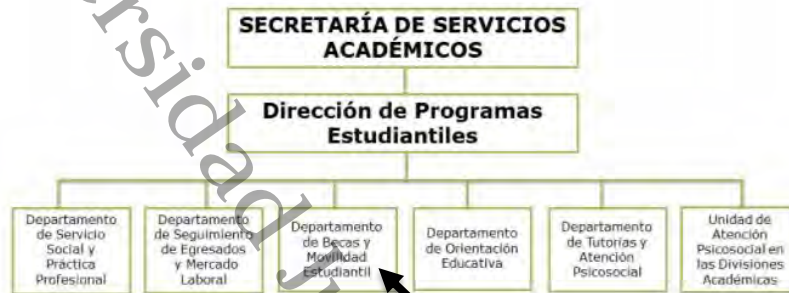 SECRETARÍA DE SERVICIOS
ACADÉMICOS
Dirección de Programas
Estudiantiles
Departamento
de Servicio
Social y
Práctica
Profesional
Departamento
de Seguimiento
de Egresados
y Mercado
Laboral
Departamento
de Becas y
Movilidad
Estudiantil
Departamento
de Orientación
Educativa
Departamento
de Tutorías y
Atención
Psicosocial
Unidad de
Atención
Psicosocial en
las Divisiones
Académicas
ersidad J